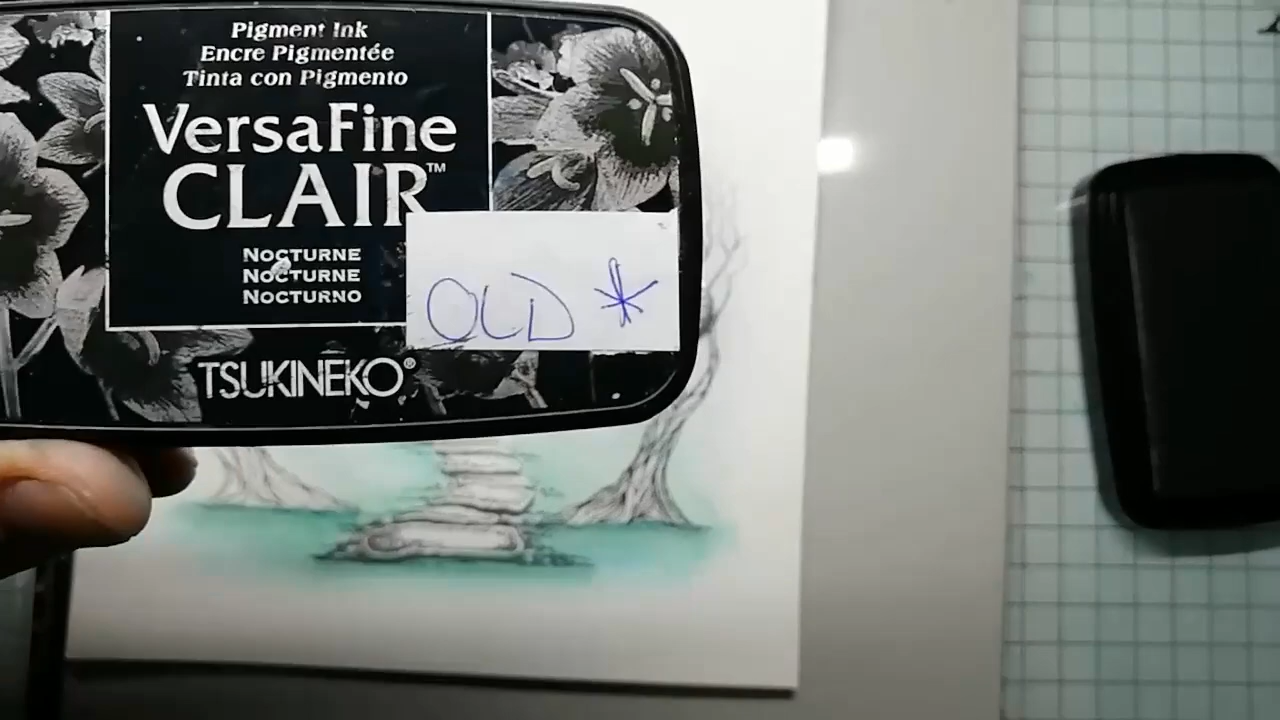 Pigment Ink
Encre Pigmentée
Tinta con Pigmento
VersaFine
CLAIR™
NOCTURNE
NOCTURNE
NOCTURNO
OLD *
TSUKINEKO®